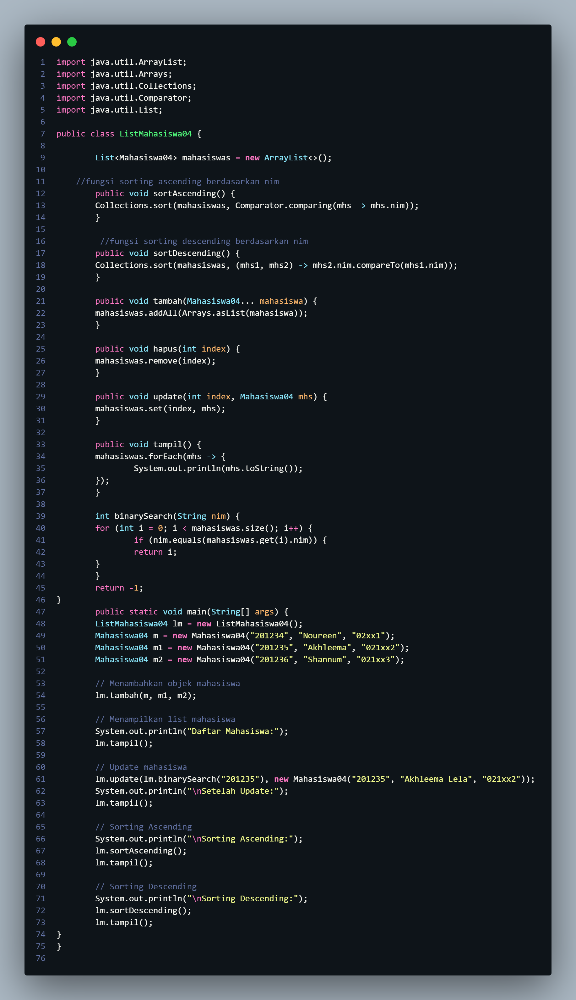 1 import java.util.ArrayList;
2 import java.util.Arrays;
3 import java.util.Collections;
4 import java.util.Comparator;
5 import java.util.List;
6
7 public class ListMahasiswa04 {
8
9         List<Mahasiswa04> mahasiswas = new ArrayList<>();
10
11     //fungsi sorting ascending berdasarkan nim
12         public void sortAscending() {
13         Collections.sort(mahasiswas, Comparator.comparing(mhs -> mhs.nim));
14         }
15
16          //fungsi sorting descending berdasarkan nim
17         public void sortDescending() {
18         Collections.sort(mahasiswas, (mhs1, mhs2) -> mhs2.nim.compareTo(mhs1.nim));
19         }
20
21         public void tambah(Mahasiswa04... mahasiswa) {
22         mahasiswas.addAll(Arrays.asList(mahasiswa));
23         }
24
25         public void hapus(int index) {
26         mahasiswas.remove(index);
27         }
28
29         public void update(int index, Mahasiswa04 mhs) {
30         mahasiswas.set(index, mhs);
31         }
32
33         public void tampil() {
34         mahasiswas.forEach(mhs -> {
35                 System.out.println(mhs.toString());
36         });
37         }
38
39         int binarySearch(String nim) {
40         for (int i = 0; i < mahasiswas.size(); i++) {
41                 if (nim.equals(mahasiswas.get(i).nim)) {
42                 return i;
43         }
44         }
45         return -1;
46 }
47         public static void main(String[] args) {
48         ListMahasiswa04 lm = new ListMahasiswa04();
49         Mahasiswa04 m = new Mahasiswa04("201234", "Noureen", "02xx1");
50         Mahasiswa04 m1 = new Mahasiswa04("201235", "Akhleema", "021xx2");
51         Mahasiswa04 m2 = new Mahasiswa04("201236", "Shannum", "021xx3");
52
53         // Menambahkan objek mahasiswa
54         lm.tambah(m, m1, m2);
55
56         // Menampilkan list mahasiswa
57         System.out.println("Daftar Mahasiswa:");
58         lm.tampil();
59
60         // Update mahasiswa
61         lm.update(lm.binarySearch("201235"), new Mahasiswa04("201235", "Akhleema Lela", "021xx2"));
62         System.out.println("\nSetelah Update:");
63         lm.tampil();
64
65         // Sorting Ascending
66         System.out.println("\nSorting Ascending:");
67         lm.sortAscending();
68         lm.tampil();
69
70         // Sorting Descending
71         System.out.println("\nSorting Descending:");
72         lm.sortDescending();
73         lm.tampil();
74 }
75 }
76